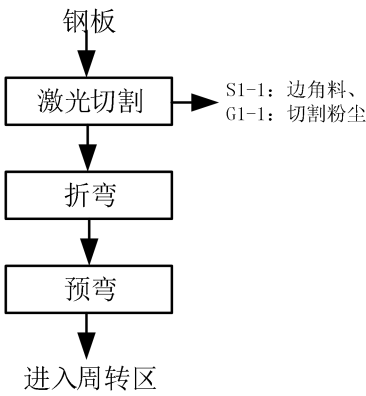 钢板
激光切割
S1-1：边角料、
G1-1：切割粉尘
折弯
预弯
进入周转区